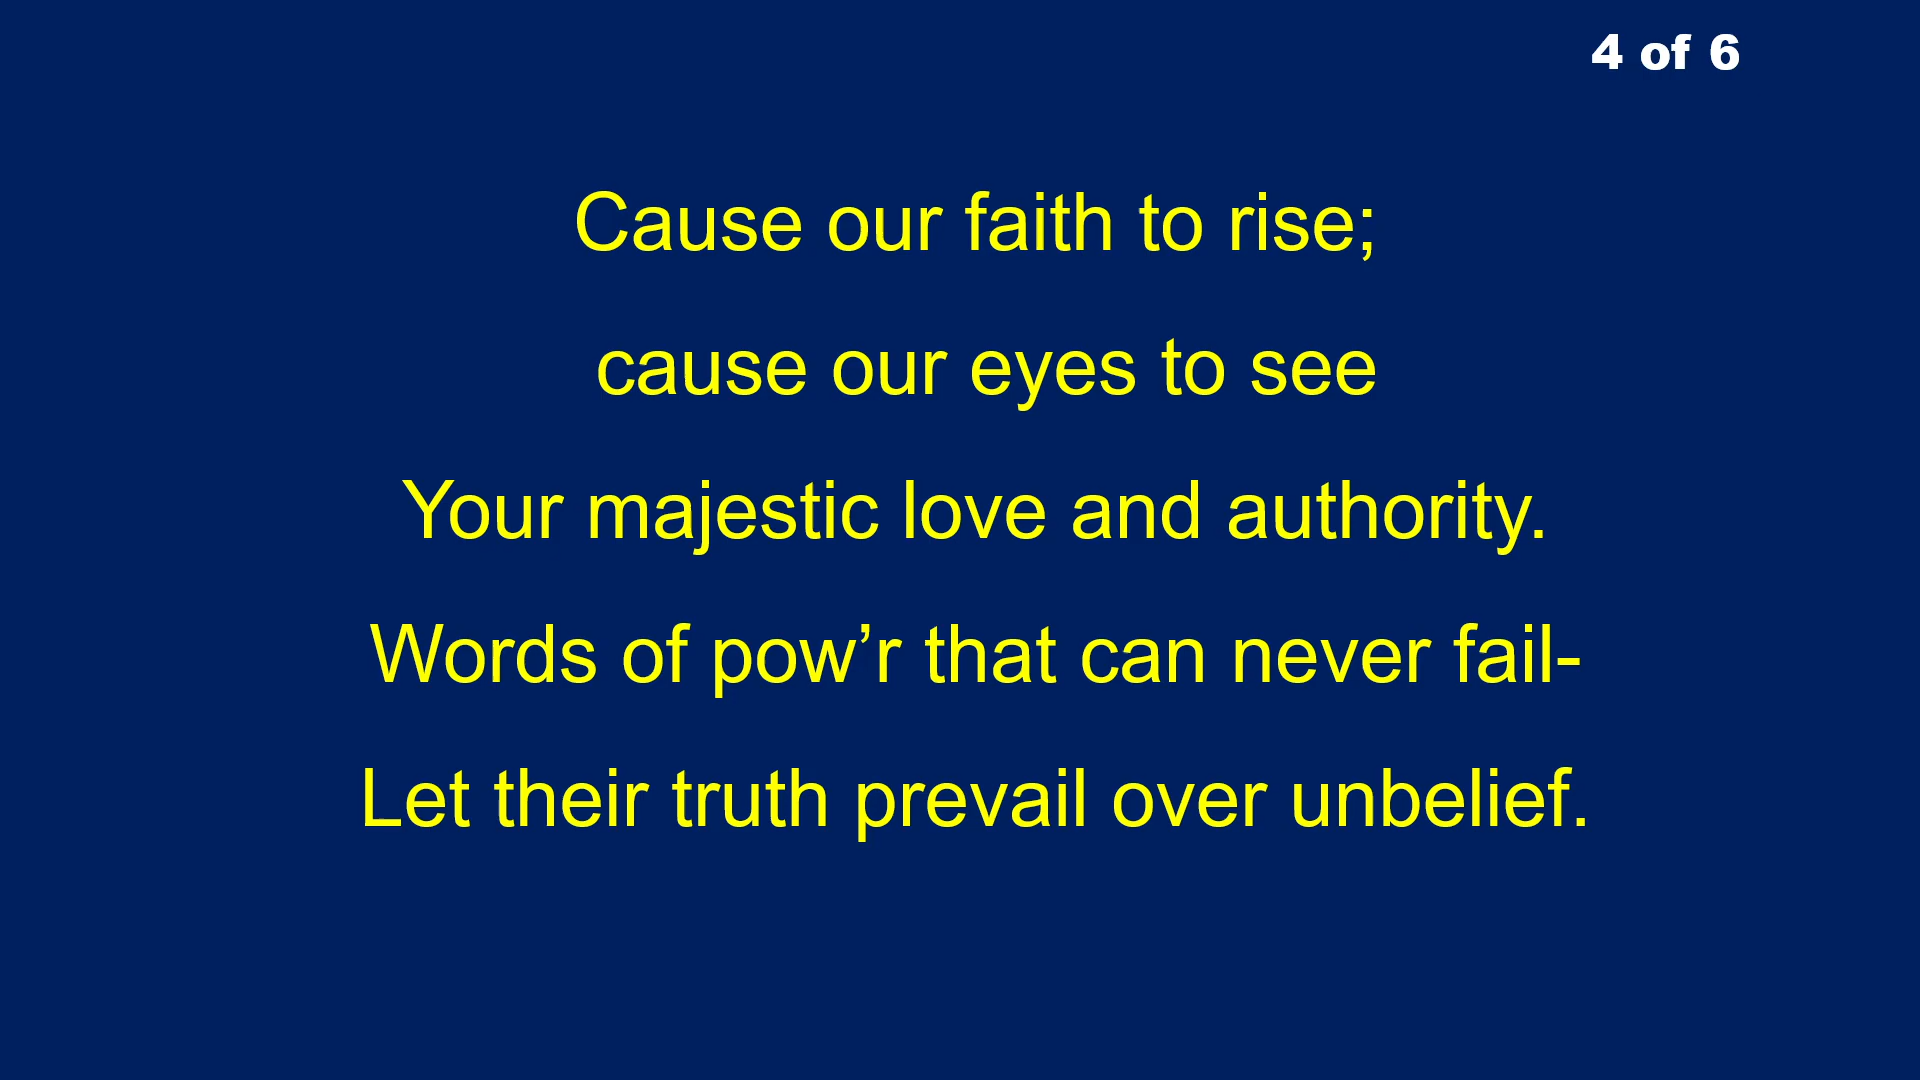 4 of 6
Cause our faith to rise;
cause our eyes to see
Your majestic love and authority.
Words of pow’r that can never fail-
Let their truth prevail over unbelief.